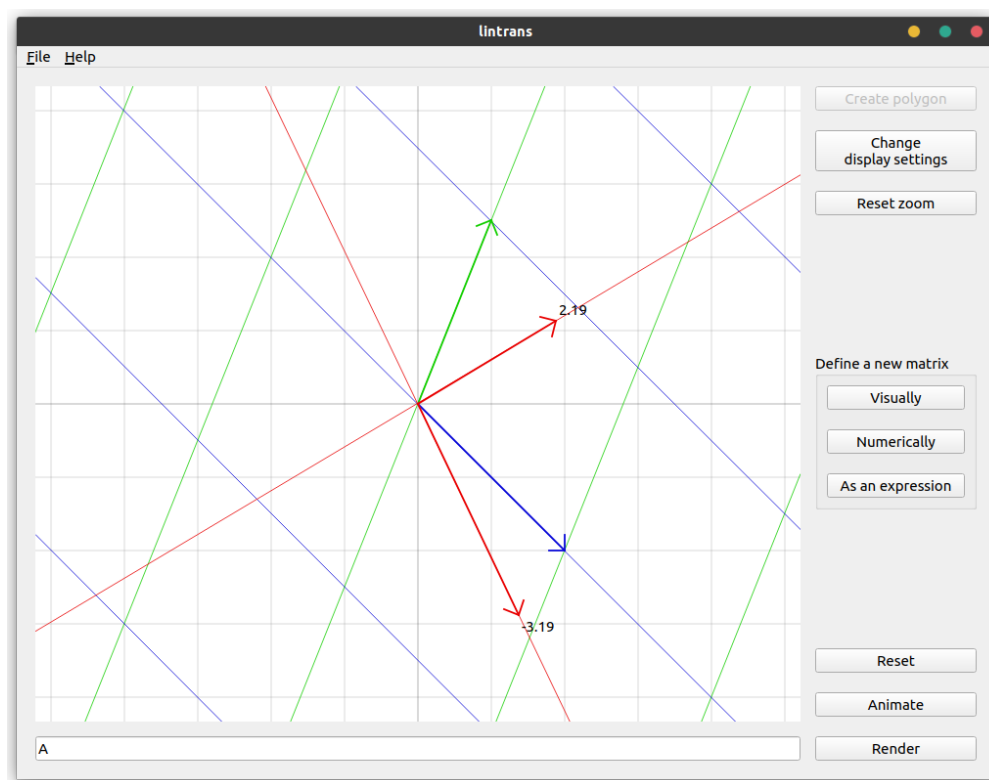 lintrans
File Help
Create polygon
Change
display settings
Reset zoom
2.19
Define a new matrix
Visually
Numerically
As an expression
-3.19
Reset
Animate
A
Render